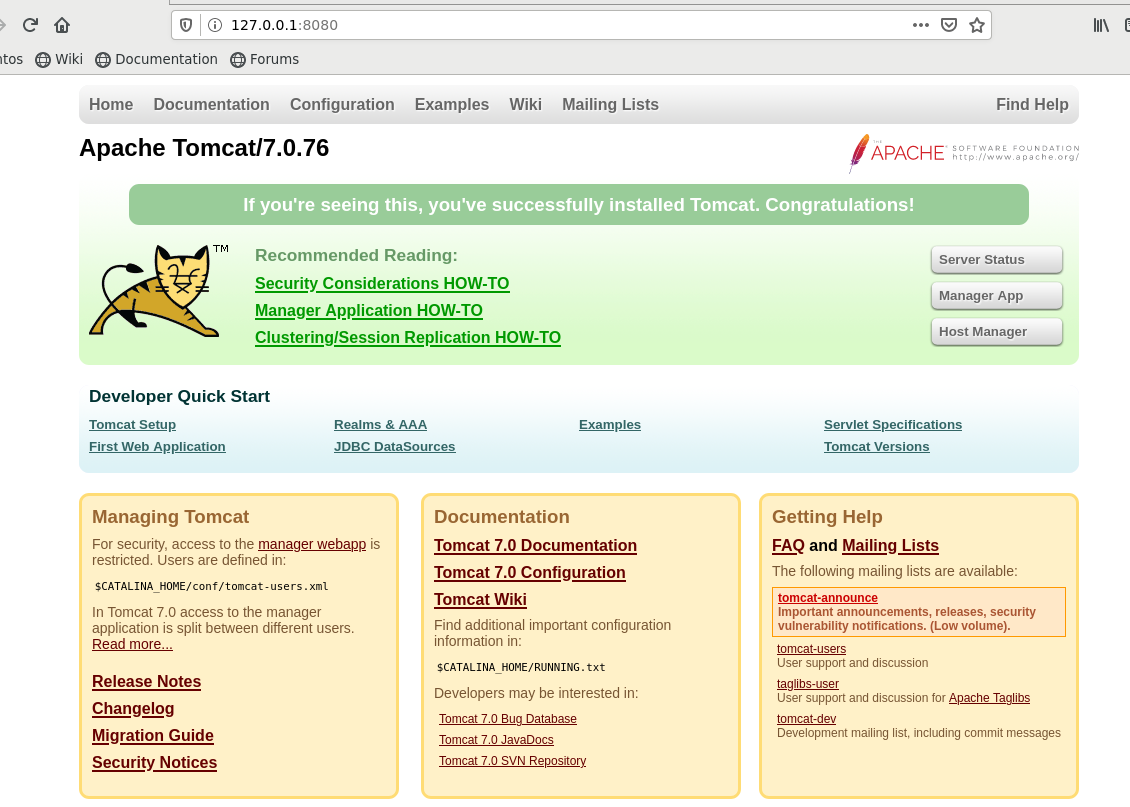 127.0.0.1:8080
Wiki Documentation Forums
Home Documentation Configuration Examples Wiki Mailing Lists Find Help
Apache Tomcat/7.0.76
THE APACHE SOFTWARE FOUNDATION
http://www.apache.org/
If you're seeing this, you've successfully installed Tomcat. Congratulations!
TM
Recommended Reading:
Security Considerations HOW-TO
Manager Application HOW-TO
Clustering/Session Replication HOW-TO
Server Status
Manager App
Host Manager
Developer Quick Start
Tomcat Setup
First Web Application
Realms & AAA
JDBC DataSources
Examples
Servlet Specifications
Tomcat Versions
Managing Tomcat
For security, access to the manager webapp is
restricted. Users are defined in:
$CATALINA_HOME/conf/tomcat-users.xml
In Tomcat 7.0 access to the manager
application is split between different users.
Read more...
Release Notes
Changelog
Migration Guide
Security Notices
Documentation
Tomcat 7.0 Documentation
Tomcat 7.0 Configuration
Tomcat Wiki
Find additional important configuration
information in:
$CATALINA_HOME/RUNNING.txt
Developers may be interested in:
Tomcat 7.0 Bug Database
Tomcat 7.0 JavaDocs
Tomcat 7.0 SVN Repository
Getting Help
FAQ and Mailing Lists
The following mailing lists are available:
tomcat-announce
Important announcements, releases, security
vulnerability notifications. (Low volume).
tomcat-users
User support and discussion
taglibs-user
User support and discussion for Apache Taglibs
tomcat-dev
Development mailing list, including commit messages